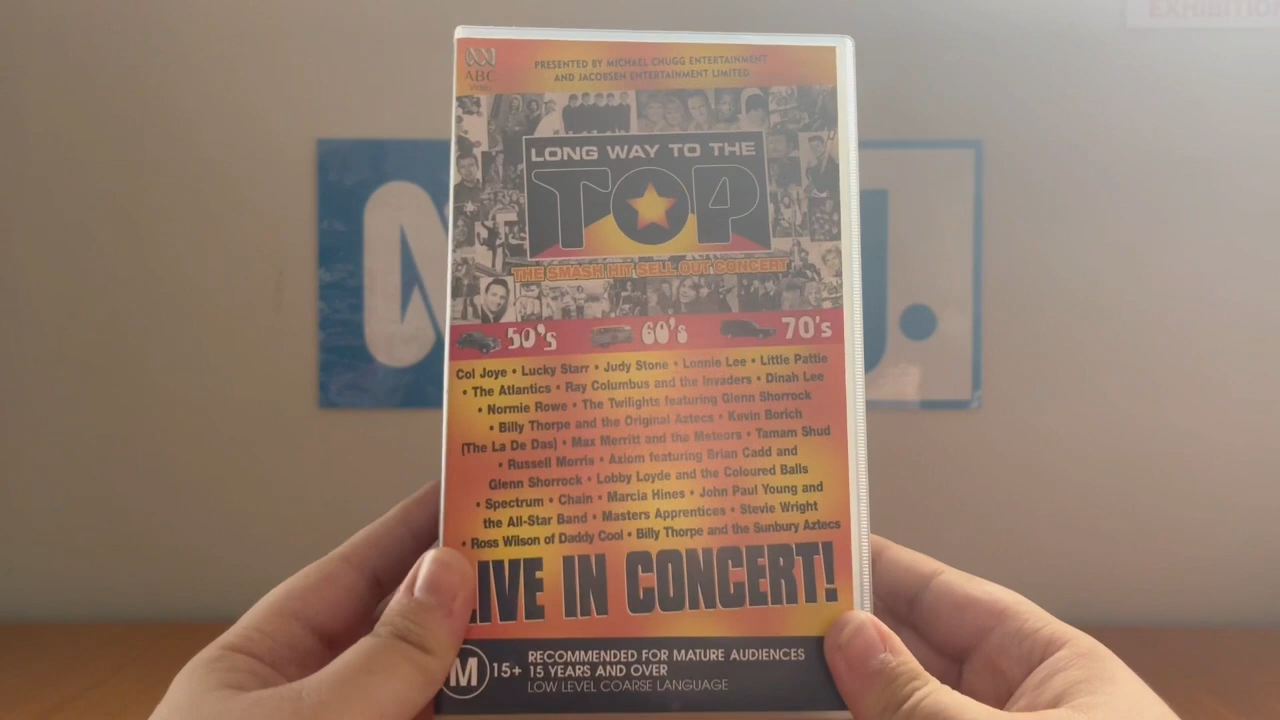 EXHIBITION
ABC
Video
PRESENTED BY MICHAEL CHUGG ENTERTAINMENT
AND JACOBSEN ENTERTAINMENT LIMITED
LONG WAY TO THE
TOP
THE SMASH HIT SELL OUT CONCERT
50's 60's 70's
Col Joye • Lucky Starr • Judy Stone • Lonnie Lee • Little Pattie
• The Atlantics • Ray Columbus and the Invaders • Dinah Lee
• Normie Rowe • The Twilights featuring Glenn Shorrock
• Billy Thorpe and the Original Aztecs • Kevin Borich
(The La De Das) • Max Merritt and the Meteors • Tamam Shud
• Russell Morris • Axiom featuring Brian Cadd and
Glenn Shorrock • Lobby Loyde and the Coloured Balls
• Spectrum • Chain • Marcia Hines • John Paul Young and
the All-Star Band • Masters Apprentices • Stevie Wright
• Ross Wilson of Daddy Cool • Billy Thorpe and the Sunbury Aztecs
LIVE IN CONCERT!
M 15+ RECOMMENDED FOR MATURE AUDIENCES
15 YEARS AND OVER
LOW LEVEL COARSE LANGUAGE